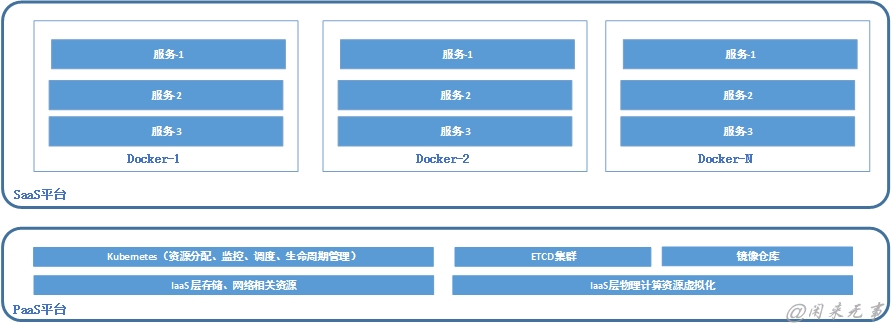 服务-1
服务-2
服务-3
Docker-1
服务-1
服务-2
服务-3
Docker-2
服务-1
服务-2
服务-3
Docker-N
SaaS平台
Kubernetes（资源分配、监控、调度、生命周期管理）
ETCD集群
镜像仓库
IaaS层存储、网络相关资源
IaaS层物理计算资源虚拟化
PaaS平台
@闲来无事